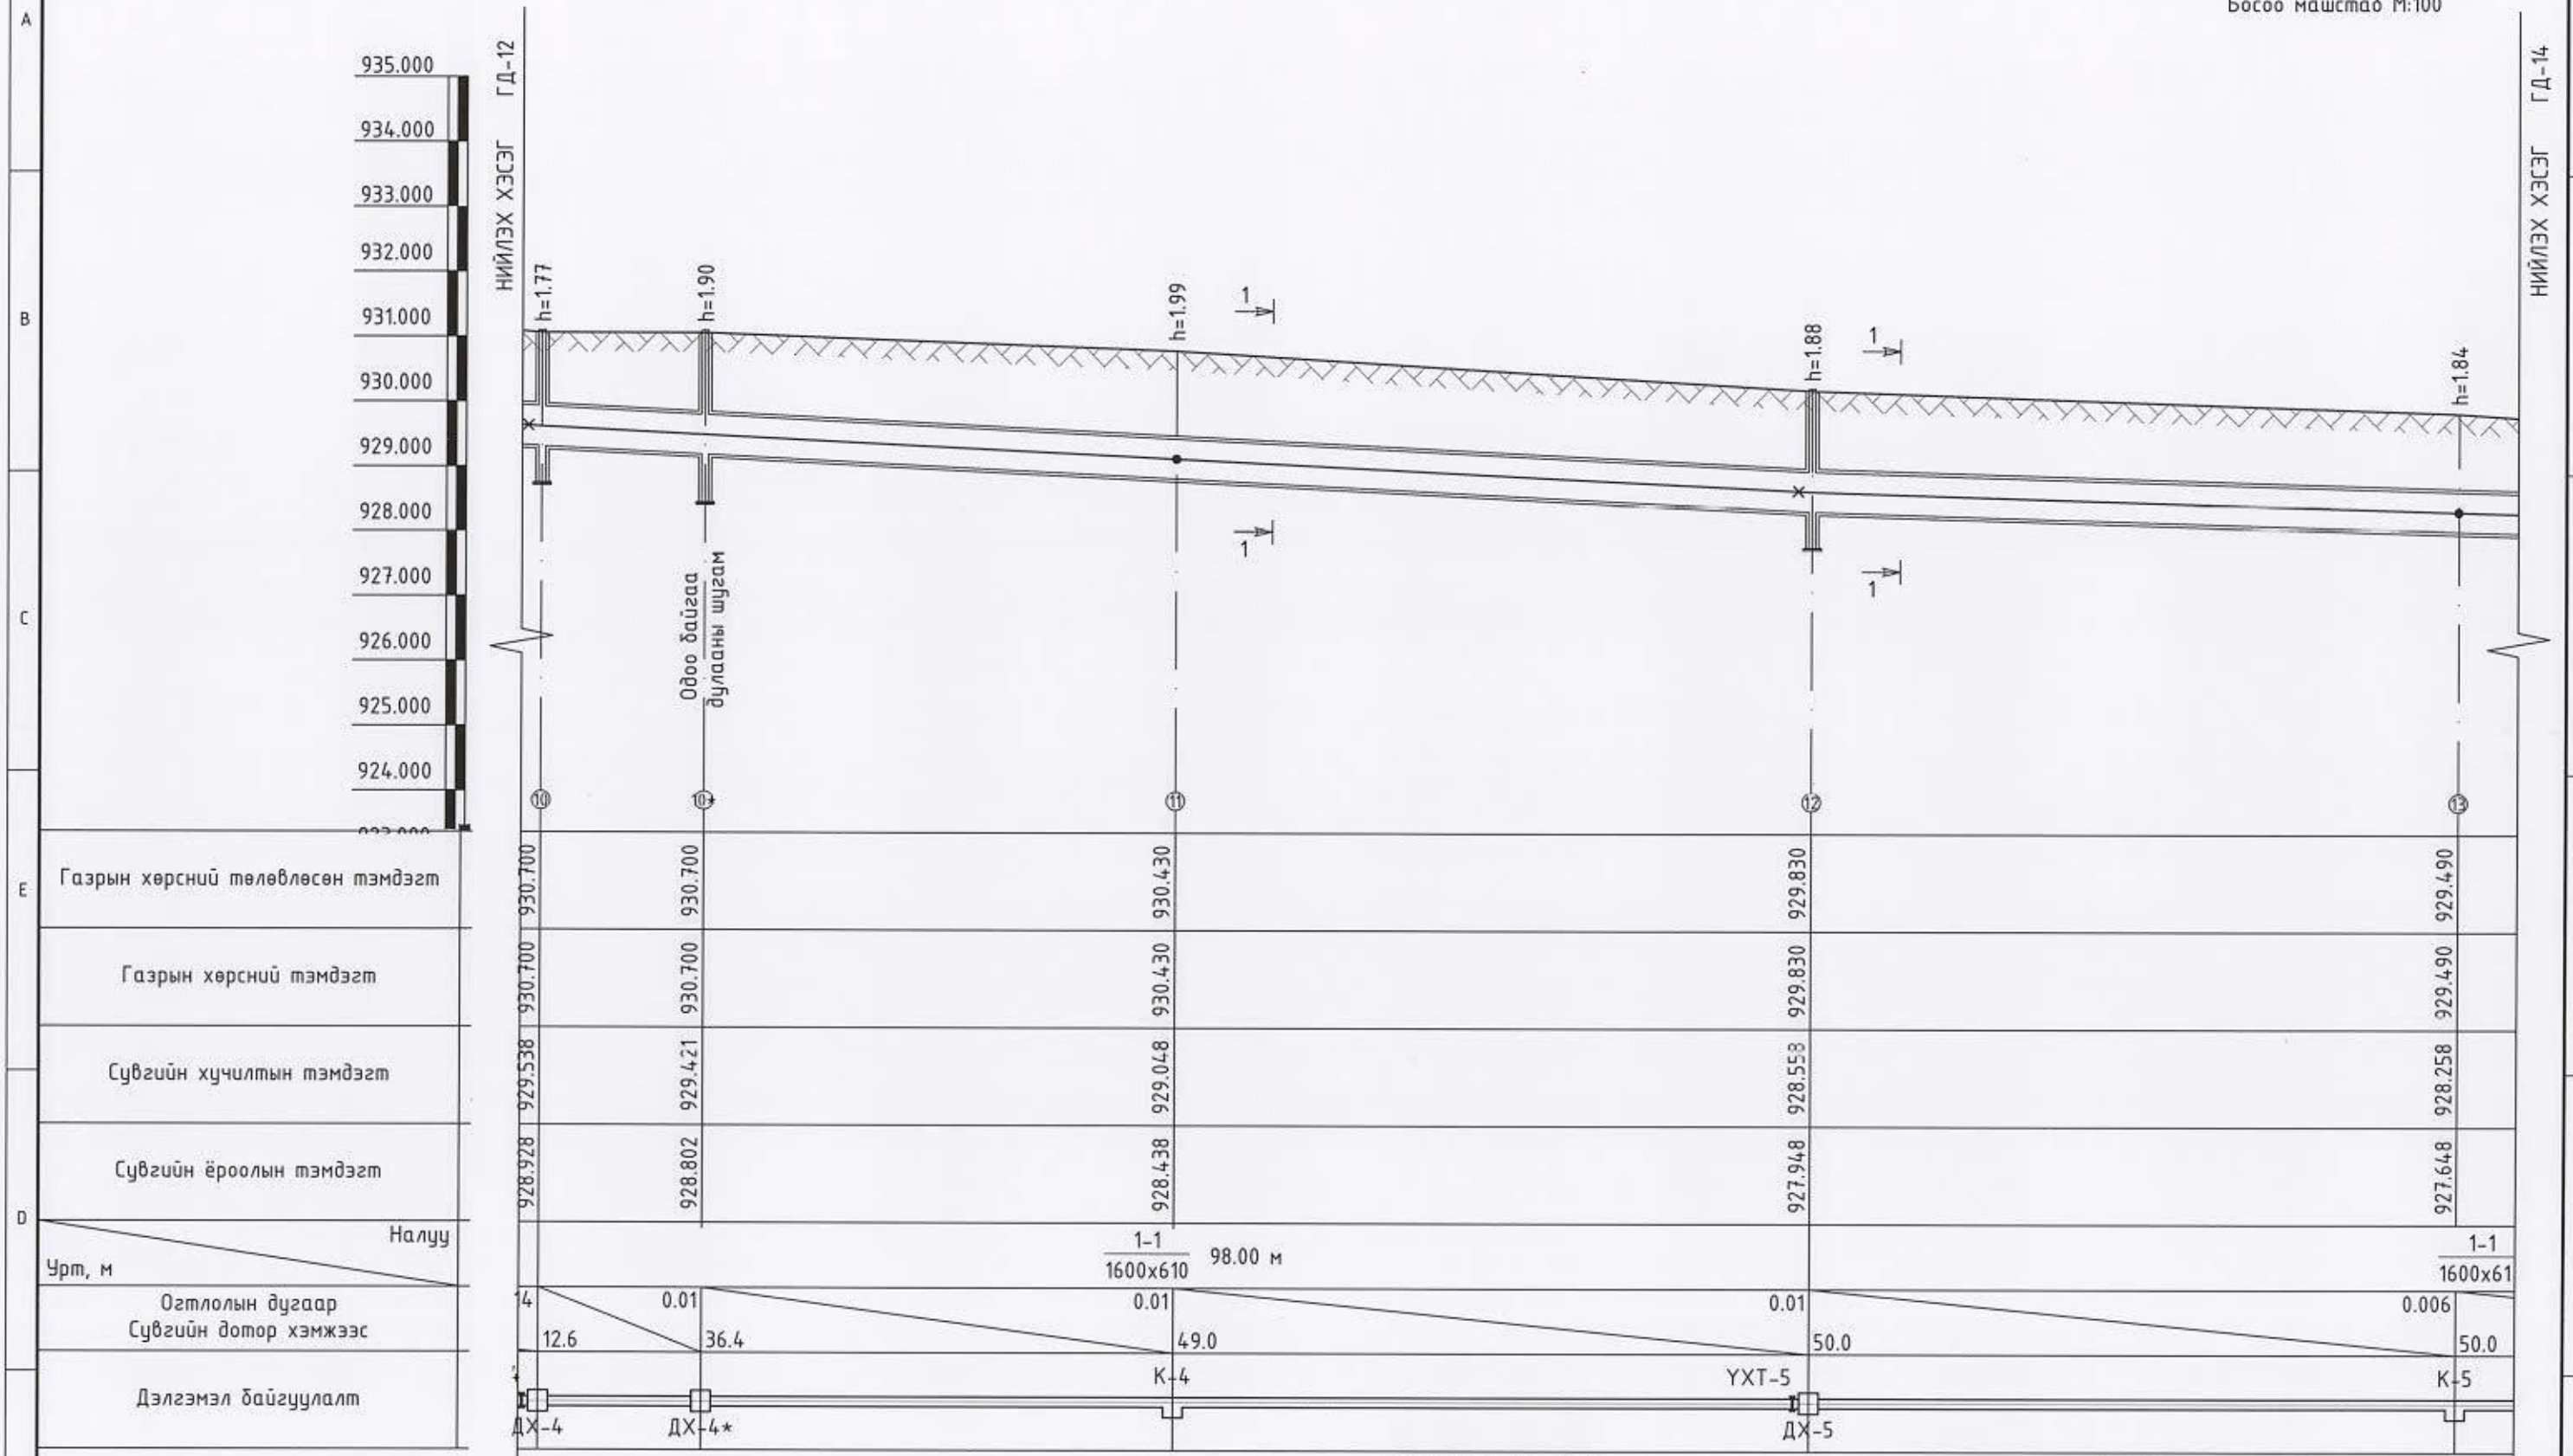 A
Босоо масштаб М:100
935.000
934.000
933.000
932.000
931.000
930.000
929.000
928.000
927.000
926.000
925.000
924.000
923.000
B
C
E
D
НИЙЛЭХ ХЭСЭГ ГД-12
НИЙЛЭХ ХЭСЭГ ГД-14
h=1.77
h=1.90
h=1.99
h=1.88
h=1.84
1
1
1
1
Одоо байгаа
дулааны шугам
10
10*
11
12
13
Газрын хөрсний төлөвлөсөн тэмдэгт
930.700
930.700
930.430
929.830
929.490
Газрын хөрсний тэмдэгт
930.700
930.700
930.430
929.830
929.490
Сувгийн хучилтын тэмдэгт
929.538
929.421
929.048
928.558
928.258
Сувгийн ёроолын тэмдэгт
928.928
928.802
928.438
927.948
927.648
Налуу
Урт, м
1-1
1600x610
98.00 м
1-1
1600x61
Огтлолын дугаар
Сувгийн дотор хэмжээс
14
0.01
0.01
0.01
0.006
12.6
36.4
49.0
50.0
50.0
Дэлгэмэл байгуулалт
К-4
ҮХТ-5
К-5
ДХ-4
ДХ-4*
ДХ-5